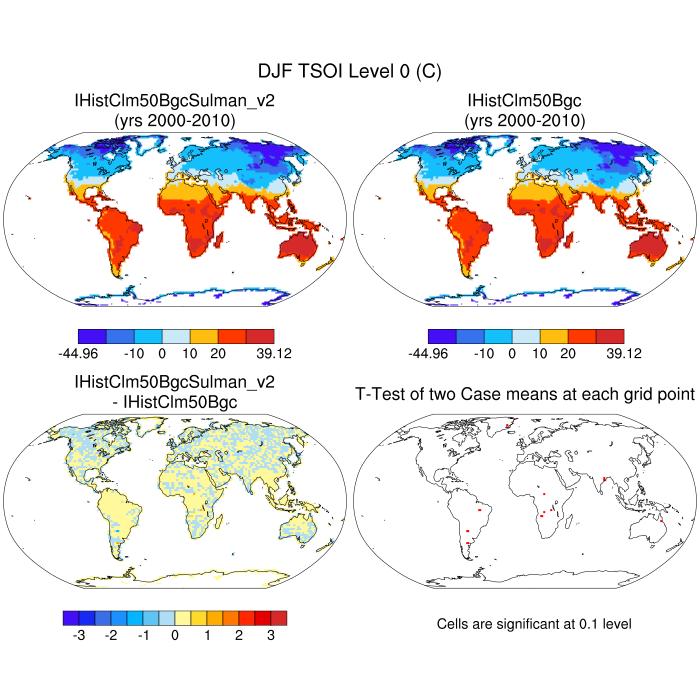 DJF TSOI Level 0 (C)
IHistClm50BgcSulman_v2
(yrs 2000-2010)
IHistClm50Bgc
(yrs 2000-2010)
-44.96 -10 0 10 20 39.12
-44.96 -10 0 10 20 39.12
IHistClm50BgcSulman_v2
- IHistClm50Bgc
T-Test of two Case means at each grid point
-3 -2 -1 0 1 2 3
Cells are significant at 0.1 level